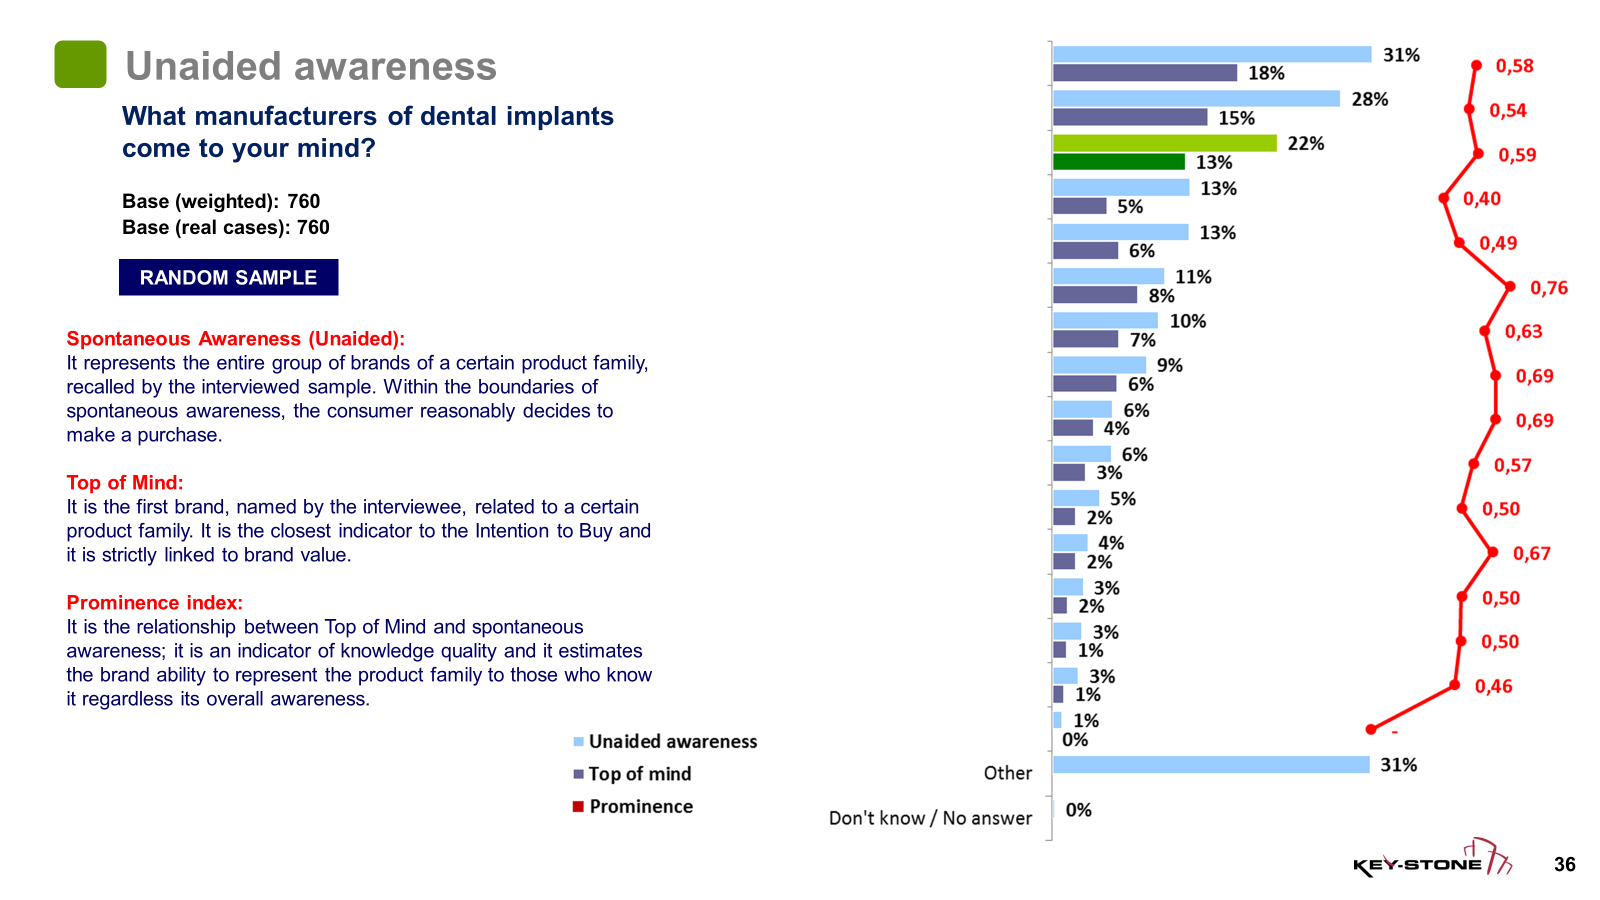 Unaided awareness
What manufacturers of dental implants
come to your mind?
Base (weighted): 760
Base (real cases): 760
RANDOM SAMPLE
Spontaneous Awareness (Unaided):
It represents the entire group of brands of a certain product family,
recalled by the interviewed sample. Within the boundaries of
spontaneous awareness, the consumer reasonably decides to
make a purchase.
Top of Mind:
It is the first brand, named by the interviewee, related to a certain
product family. It is the closest indicator to the Intention to Buy and
it is strictly linked to brand value.
Prominence index:
It is the relationship between Top of Mind and spontaneous
awareness; it is an indicator of knowledge quality and it estimates
the brand ability to represent the product family to those who know
it regardless its overall awareness.
Unaided awareness
Top of mind
Prominence
31%
18%
0,58
28%
15%
0,54
22%
13%
0,59
13%
5%
0,40
13%
6%
0,49
11%
8%
0,76
10%
7%
0,63
9%
6%
0,69
6%
4%
0,69
6%
3%
0,57
5%
2%
0,50
4%
2%
0,67
3%
2%
0,50
3%
1%
0,50
3%
1%
0,46
1%
0%
-
Other
31%
Don't know / No answer
0%
KEY-STONE
36